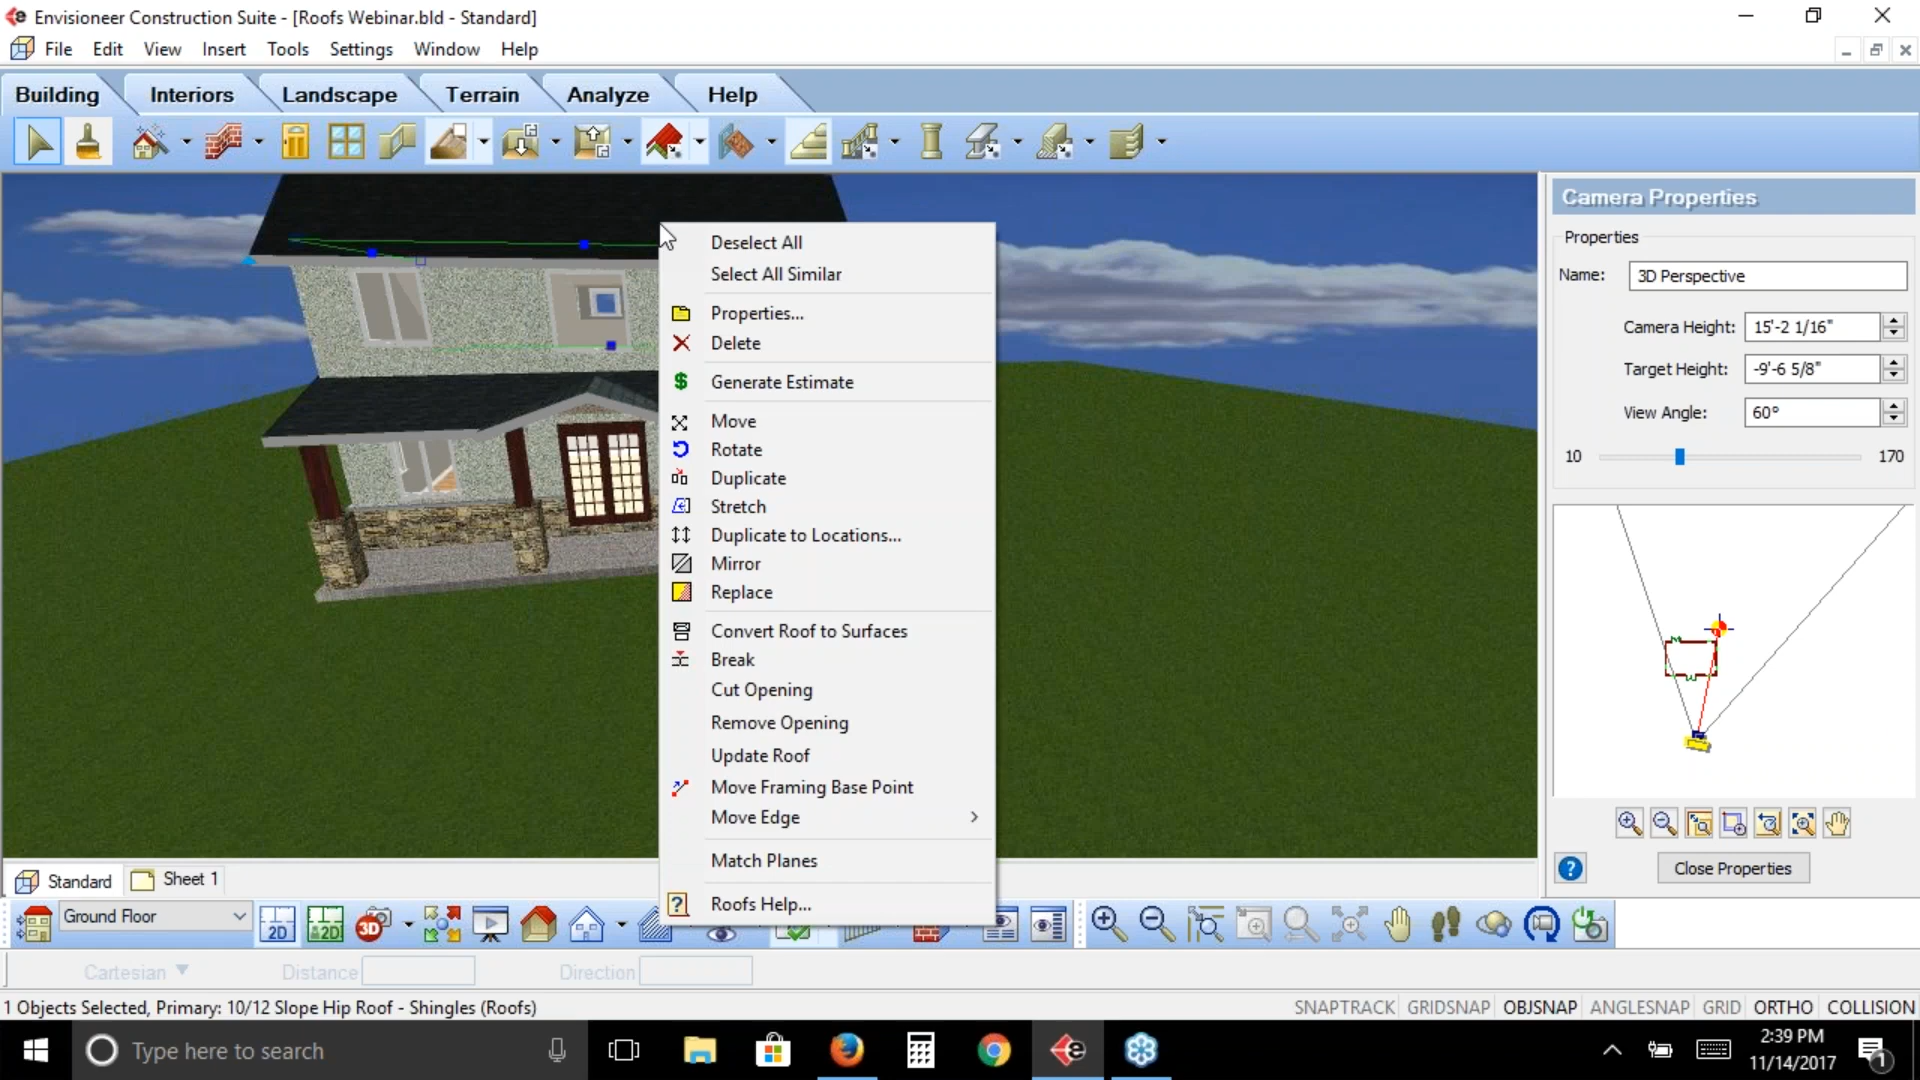 Envisioneer Construction Suite - [Roofs Webinar.bld - Standard]
File Edit View Insert Tools Settings Window Help
Building Interiors Landscape Terrain Analyze Help
Camera Properties
Properties
Name: 3D Perspective
Camera Height: 15'-2 1/16"
Target Height: -9'-6 5/8"
View Angle: 60°
10 170
Close Properties
Deselect All
Select All Similar
Properties...
Delete
Generate Estimate
Move
Rotate
Duplicate
Stretch
Duplicate to Locations...
Mirror
Replace
Convert Roof to Surfaces
Break
Cut Opening
Remove Opening
Update Roof
Move Framing Base Point
Move Edge
Match Planes
Roofs Help...
Standard Sheet 1
Ground Floor 2D 2D 3D
Cartesian Distance Direction
1 Objects Selected, Primary: 10/12 Slope Hip Roof - Shingles (Roofs)
SNAPTRACK GRIDSNAP OBJSNAP ANGLESNAP GRID ORTHO COLLISION
Type here to search
2:39 PM
11/14/2017
1